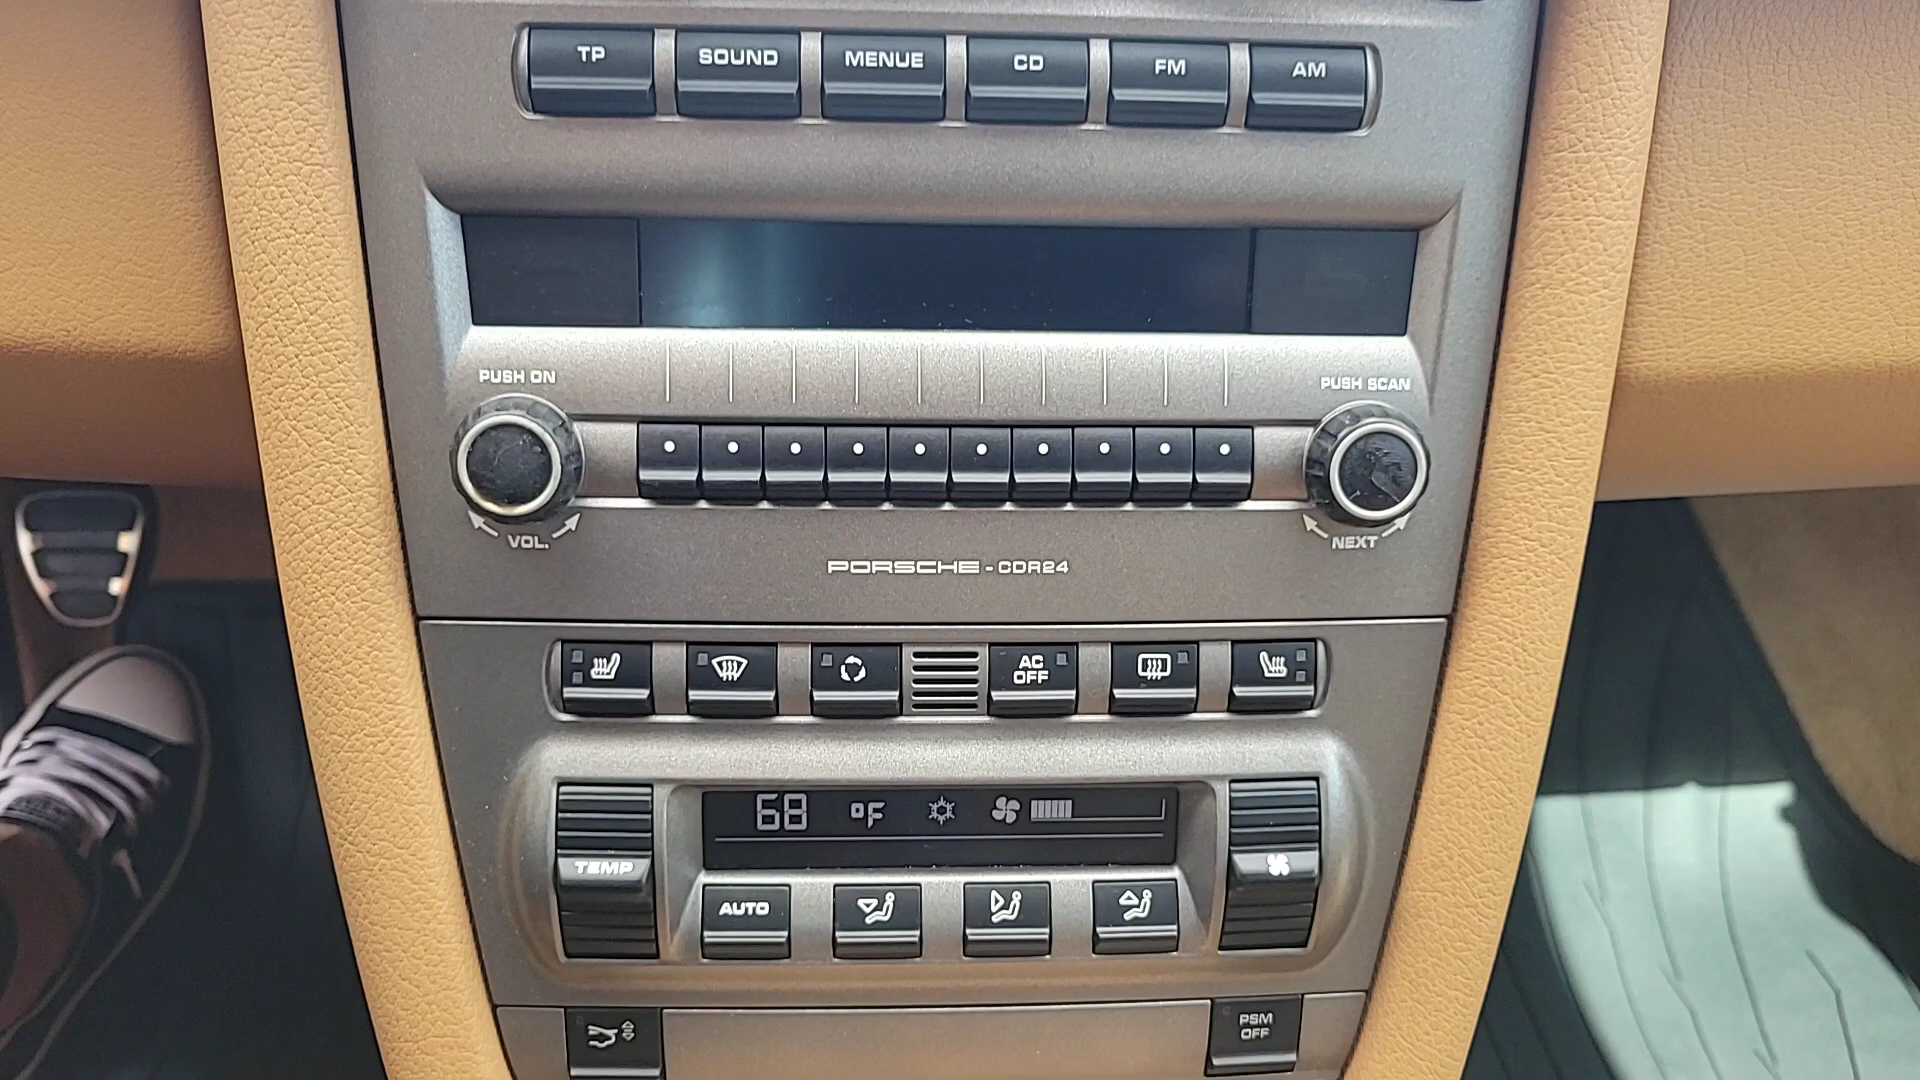 TP SOUND MENUE CD FM AM
PUSH ON PUSH SCAN
VOL. NEXT
PORSCHE - CDR24
AC
OFF
68 °F
TEMP
AUTO
PSM
OFF